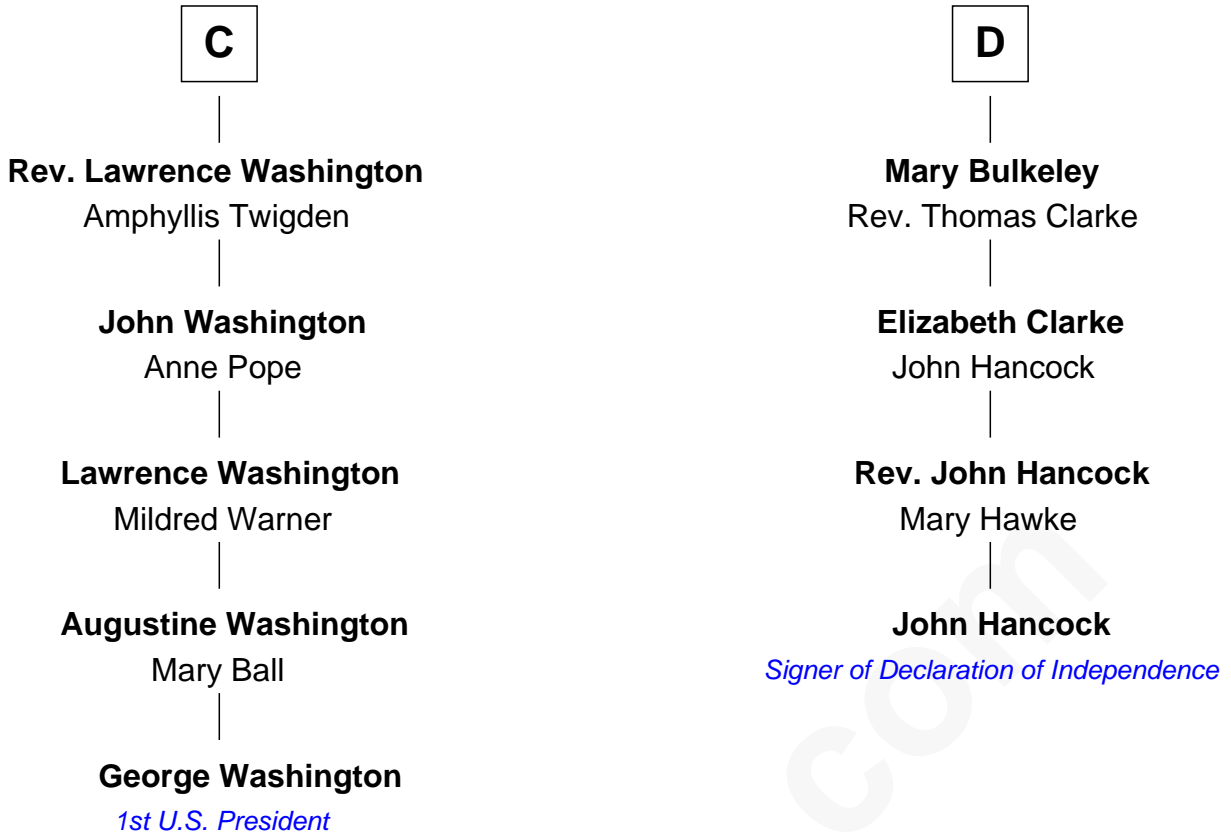 C
Rev. Lawrence Washington
Amphyllis Twigden
John Washington
Anne Pope
Lawrence Washington
Mildred Warner
Augustine Washington
Mary Ball
George Washington
1st U.S. President
D
Mary Bulkeley
Rev. Thomas Clarke
Elizabeth Clarke
John Hancock
Rev. John Hancock
Mary Hawke
John Hancock
Signer of Declaration of Independence
com